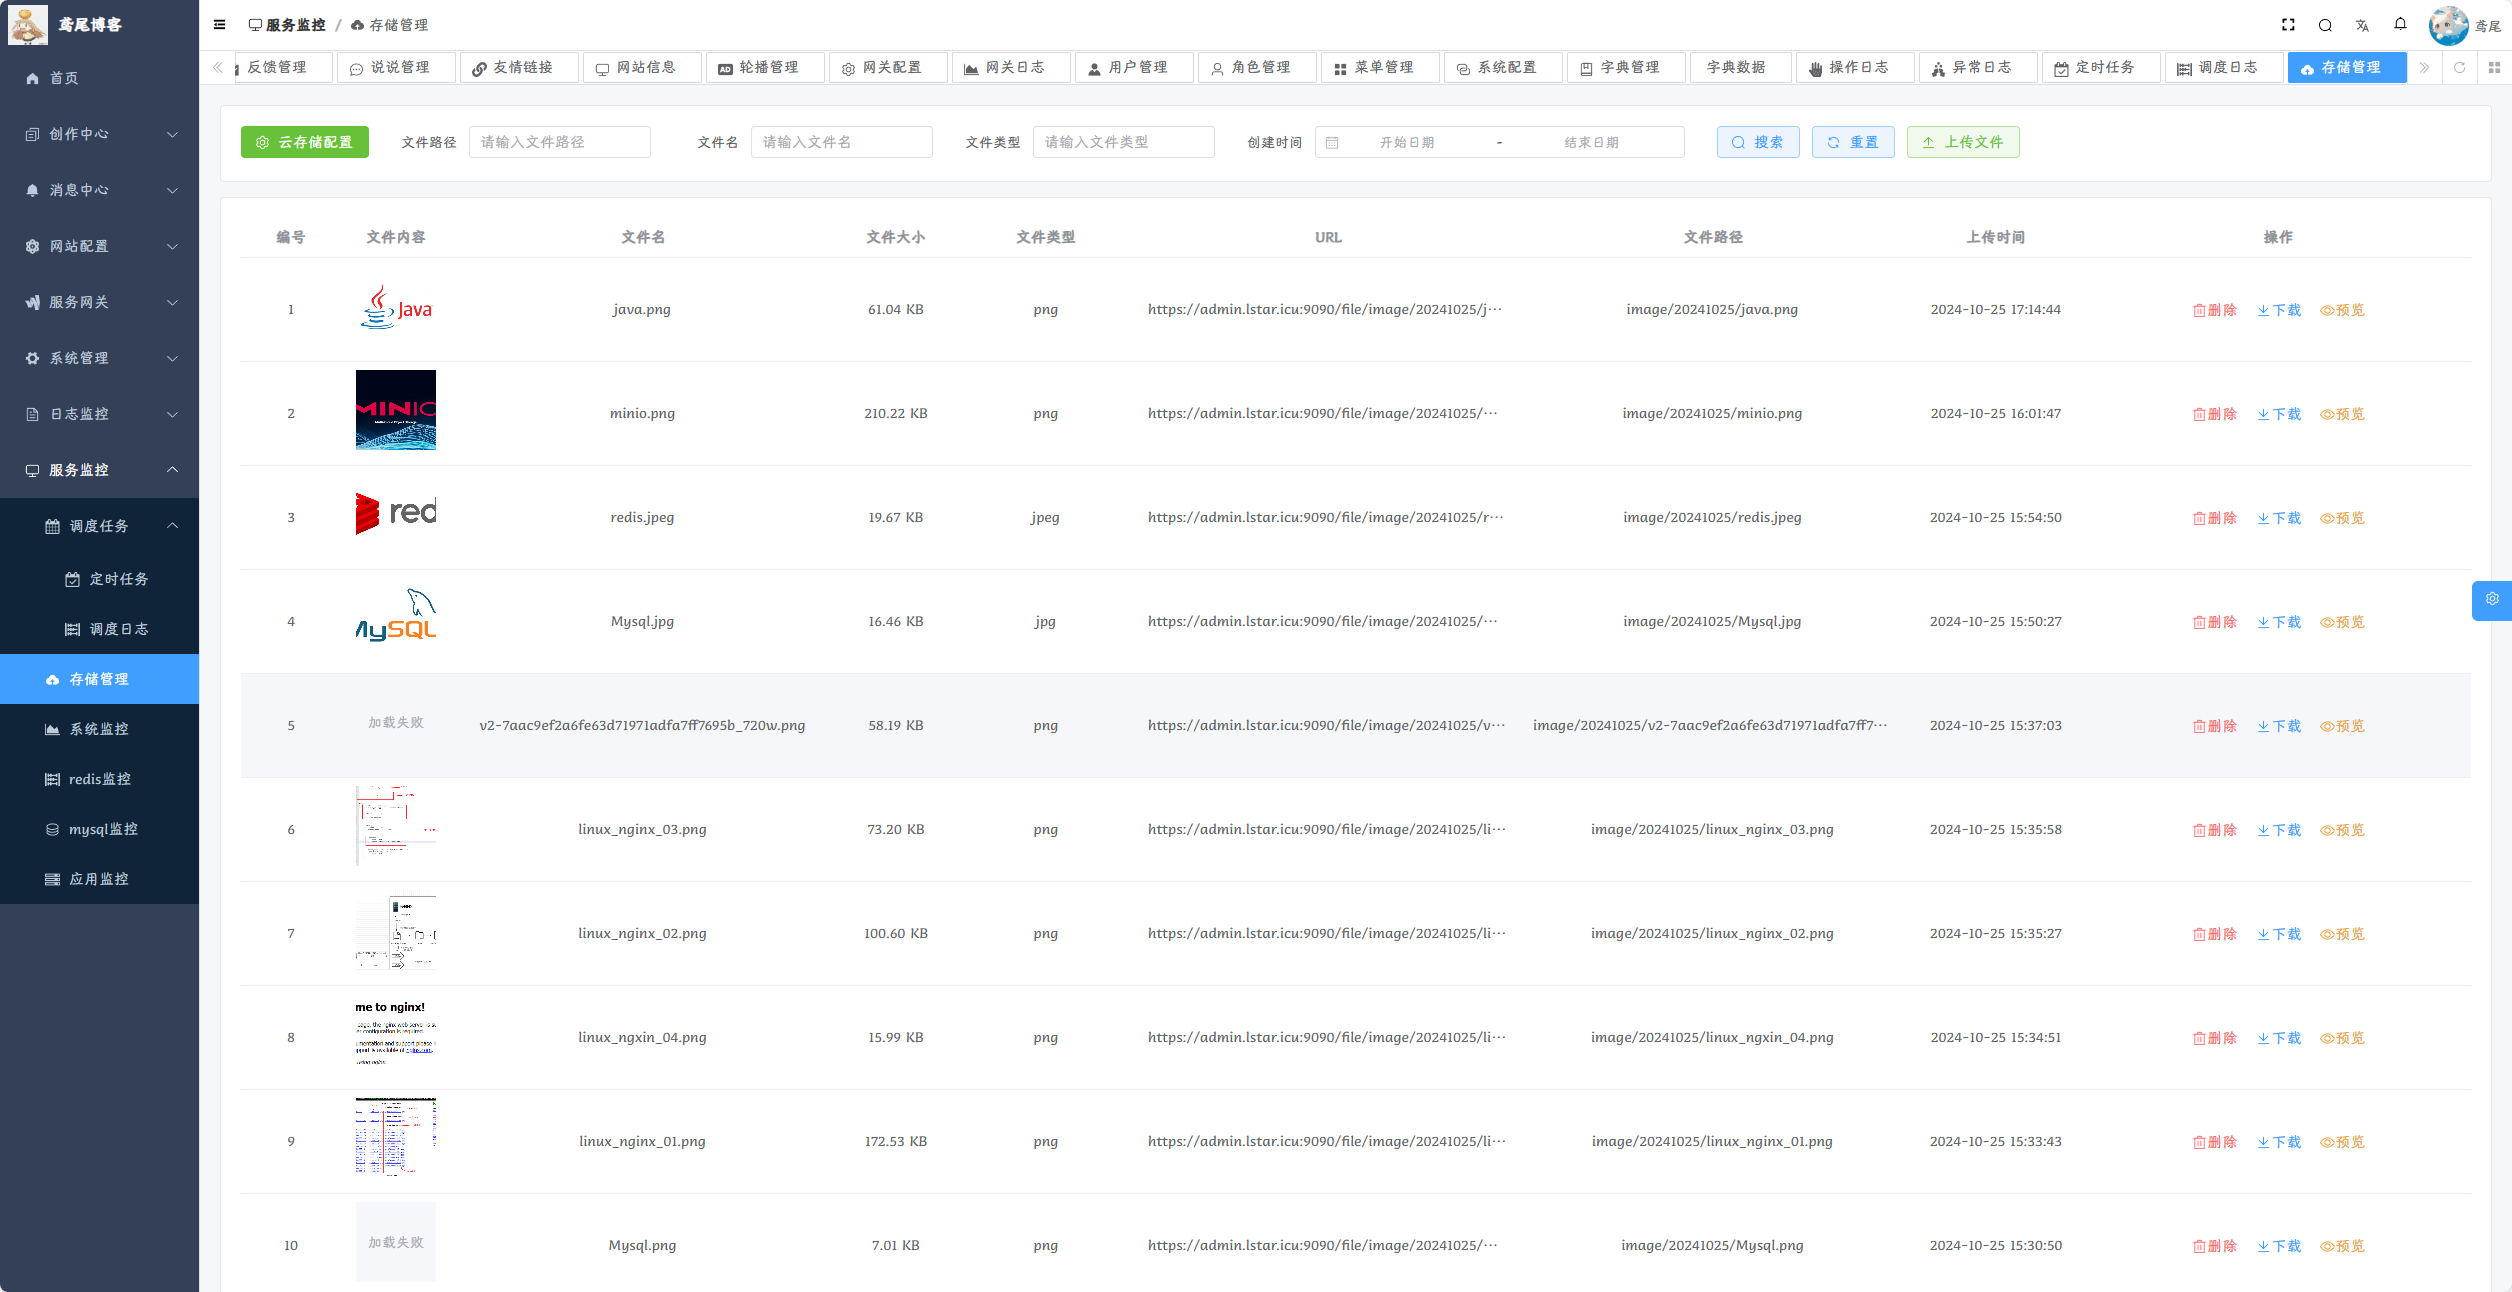 鸢尾博客
服务监控 / 存储管理
鸢尾
首页
创作中心
消息中心
网站配置
服务网关
系统管理
日志监控
服务监控
调度任务
定时任务
调度日志
存储管理
系统监控
redis监控
mysql监控
应用监控
反馈管理 说说管理 友情链接 网站信息 轮播管理 网关配置 网关日志 用户管理 角色管理 菜单管理 系统配置 字典管理 字典数据 操作日志 异常日志 定时任务 调度日志 存储管理
云存储配置 文件路径 请输入文件路径 文件名 请输入文件名 文件类型 请输入文件类型 创建时间 开始日期 - 结束日期 搜索 重置 上传文件
编号 文件内容 文件名 文件大小 文件类型 URL 文件路径 上传时间 操作
1 Java java.png 61.04 KB png https://admin.lstar.icu:9090/file/image/20241025/j··· image/20241025/java.png 2024-10-25 17:14:44 删除 下载 预览
2 MINIO minio.png 210.22 KB png https://admin.lstar.icu:9090/file/image/20241025/··· image/20241025/minio.png 2024-10-25 16:01:47 删除 下载 预览
3 red redis.jpeg 19.67 KB jpeg https://admin.lstar.icu:9090/file/image/20241025/r··· image/20241025/redis.jpeg 2024-10-25 15:54:50 删除 下载 预览
4 MySQL Mysql.jpg 16.46 KB jpg https://admin.lstar.icu:9090/file/image/20241025/··· image/20241025/Mysql.jpg 2024-10-25 15:50:27 删除 下载 预览
5 加载失败 v2-7aac9ef2a6fe63d71971adfa7ff7695b_720w.png 58.19 KB png https://admin.lstar.icu:9090/file/image/20241025/v··· image/20241025/v2-7aac9ef2a6fe63d71971adfa7ff7··· 2024-10-25 15:37:03 删除 下载 预览
6 linux_nginx_03.png 73.20 KB png https://admin.lstar.icu:9090/file/image/20241025/li··· image/20241025/linux_nginx_03.png 2024-10-25 15:35:58 删除 下载 预览
7 linux_nginx_02.png 100.60 KB png https://admin.lstar.icu:9090/file/image/20241025/li··· image/20241025/linux_nginx_02.png 2024-10-25 15:35:27 删除 下载 预览
me to nginx!
page, the nginx web server is su
er configuration is required.
umentation and support please r
pport is available at nginx.com.
using nginx.
8 linux_ngxin_04.png 15.99 KB png https://admin.lstar.icu:9090/file/image/20241025/li··· image/20241025/linux_ngxin_04.png 2024-10-25 15:34:51 删除 下载 预览
9 linux_nginx_01.png 172.53 KB png https://admin.lstar.icu:9090/file/image/20241025/li··· image/20241025/linux_nginx_01.png 2024-10-25 15:33:43 删除 下载 预览
10 加载失败 Mysql.png 7.01 KB png https://admin.lstar.icu:9090/file/image/20241025/··· image/20241025/Mysql.png 2024-10-25 15:30:50 删除 下载 预览